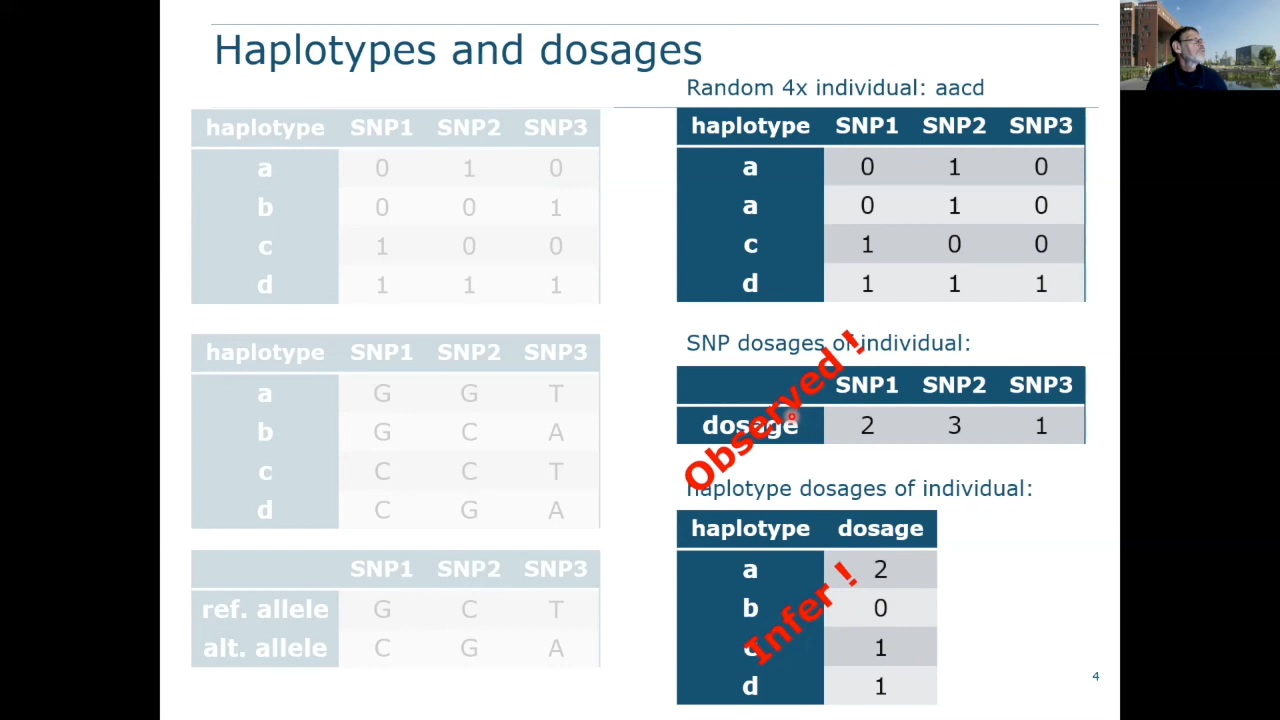 Haplotypes and dosages
haplotype SNP1 SNP2 SNP3
a 0 1 0
b 0 0 1
c 1 0 0
d 1 1 1
haplotype SNP1 SNP2 SNP3
a G G T
b G C A
c C C T
d C G A
SNP1 SNP2 SNP3
ref. allele G C T
alt. allele C G A
Random 4x individual: aacd
haplotype SNP1 SNP2 SNP3
a 0 1 0
a 0 1 0
c 1 0 0
d 1 1 1
SNP dosages of individual:
SNP1 SNP2 SNP3
dosage 2 3 1
Observed !
haplotype dosages of individual:
haplotype dosage
a 2
b 0
c 1
d 1
Infer !
4